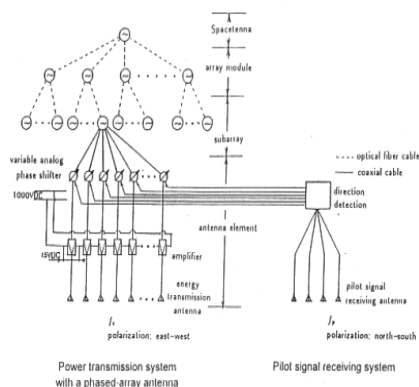 Spacetenna
array module
subarray
variable analog
phase shifter
optical fiber cable
coaxial cable
1000VDC
direction
detection
antenna element
15VDC
amplifier
energy
transmission
antenna
pilot signal
receiving antenna
polarization: east-west
polarization: north-south
Power transmission system
with a phased-array antenna
Pilot signal receiving system